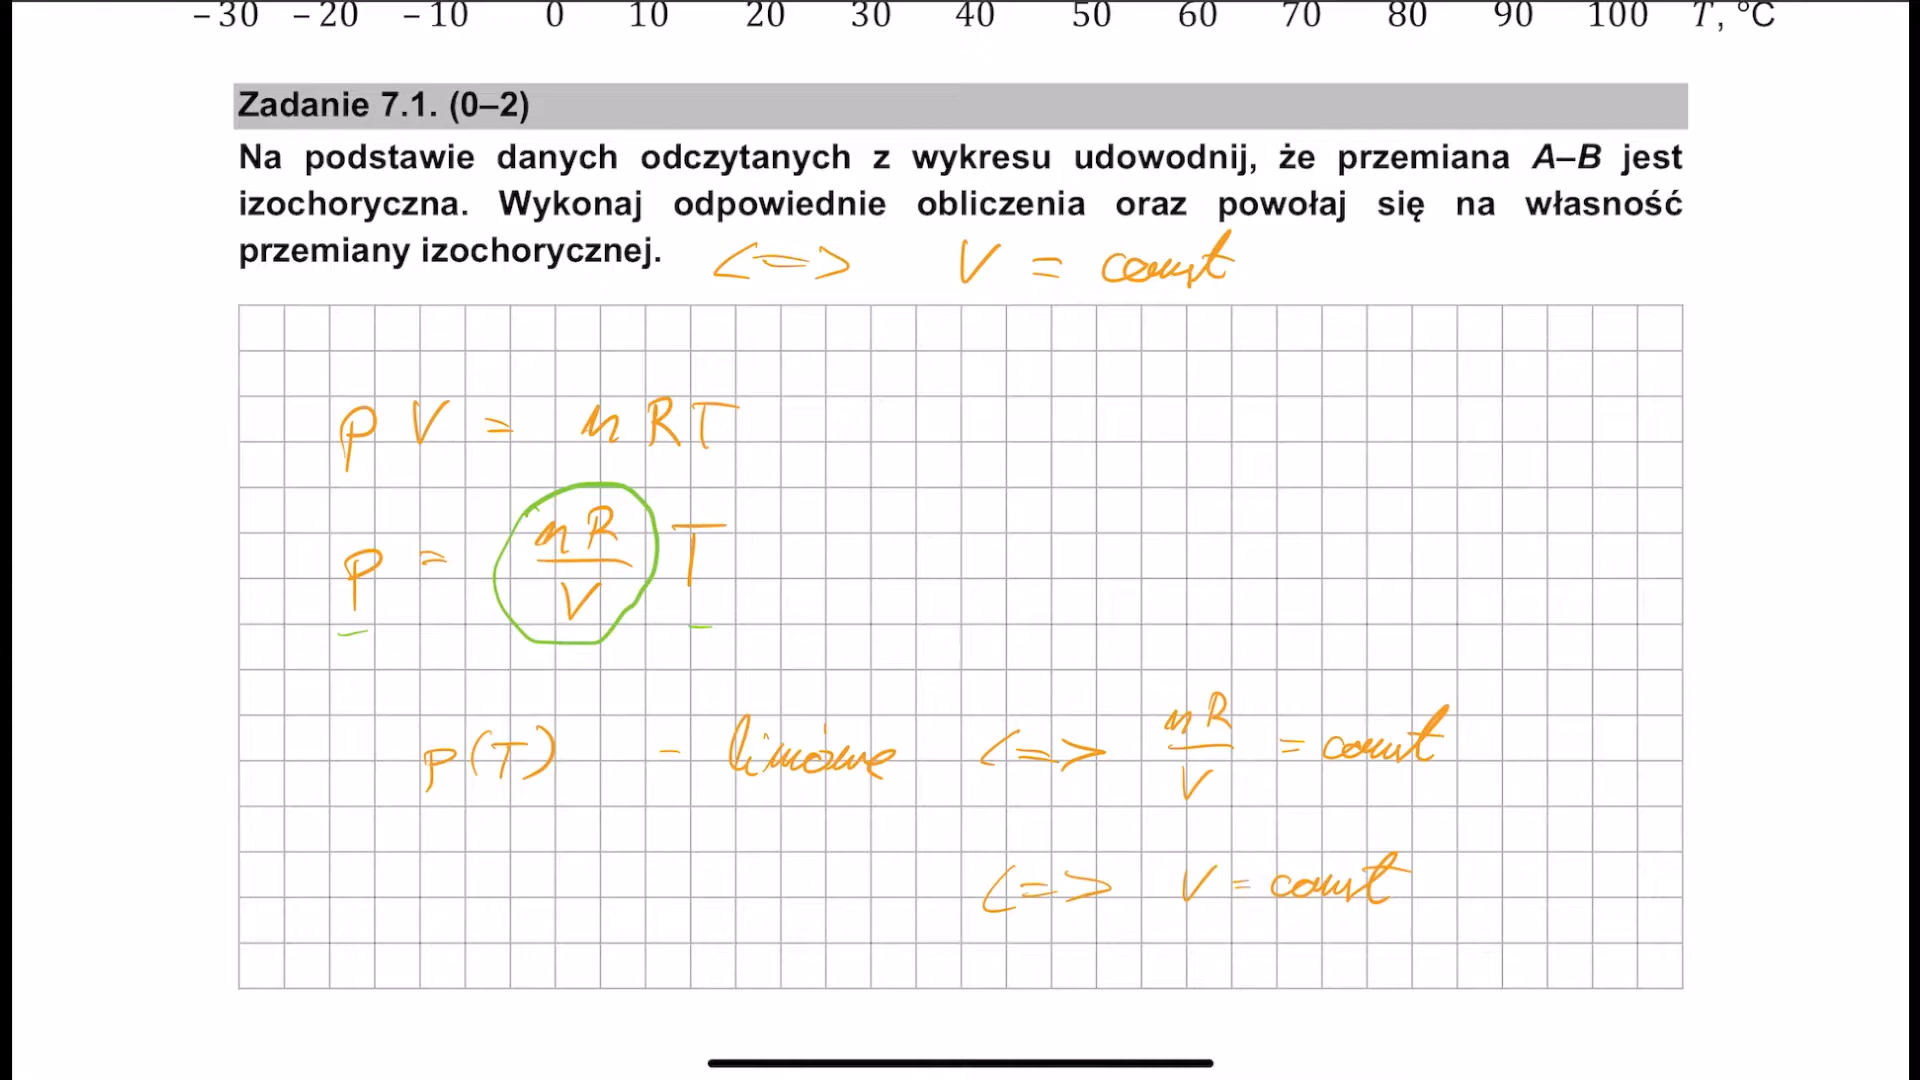 −30 −20 −10 0 10 20 30 40 50 60 70 80 90 100 T, °C
Zadanie 7.1. (0–2)
Na podstawie danych odczytanych z wykresu udowodnij, że przemiana A–B jest
izochoryczna. Wykonaj odpowiednie obliczenia oraz powołaj się na własność
przemiany izochorycznej. <=> V = const
p V = n R T
p = nR/V T
p(T) - liniowe <=> nR/V = const
<=> V = const